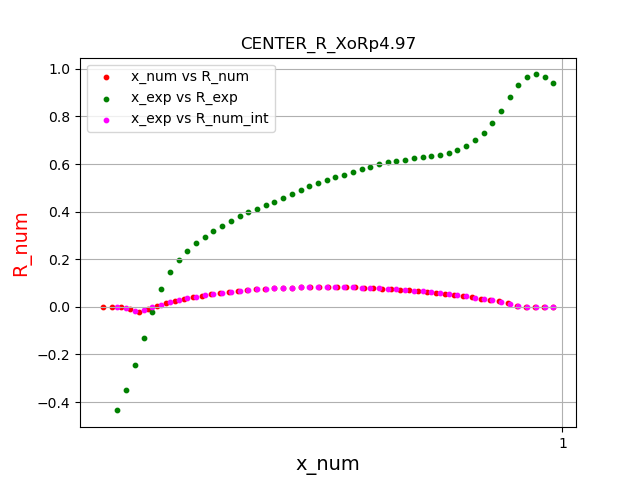 CENTER_R_XoRp4.97
x_num vs R_num
x_exp vs R_exp
x_exp vs R_num_int
R_num
1.0
0.8
0.6
0.4
0.2
0.0
−0.2
−0.4
1
x_num